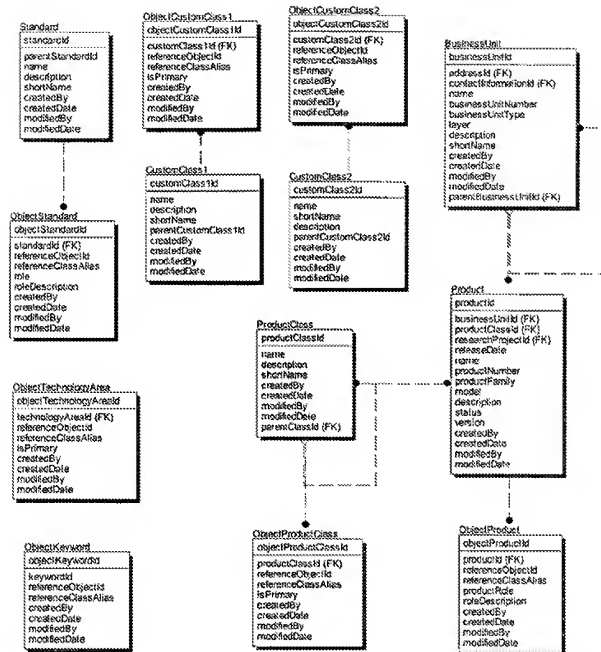 Standard
standardId
parentStandardId
name
description
shortName
createdBy
createdDate
modifiedBy
modifiedDate
ObjectCustomClass1
objectCustomClass1Id
customClass1Id (FK)
referenceObjectId
referenceClassAlias
isPrimary
createdBy
createdDate
modifiedBy
modifiedDate
ObjectCustomClass2
objectCustomClass2Id
customClass2Id (FK)
referenceObjectId
referenceClassAlias
isPrimary
createdBy
createdDate
modifiedBy
modifiedDate
BusinessUnit
businessUnitId
addressId (FK)
contactInformationId (FK)
name
businessUnitNumber
businessUnitType
layer
description
shortName
createdBy
createdDate
modifiedBy
modifiedDate
parentBusinessUnitId (FK)
CustomClass1
customClass1Id
name
description
shortName
parentCustomClass1Id
createdBy
createdDate
modifiedBy
modifiedDate
CustomClass2
customClass2Id
name
shortName
description
parentCustomClass2Id
createdBy
createdDate
modifiedBy
modifiedDate
ObjectStandard
objectStandardId
standardId (FK)
referenceObjectId
referenceClassAlias
role
roleDescription
createdBy
createdDate
modifiedBy
modifiedDate
ProductClass
productClassId
name
description
shortName
createdBy
createdDate
modifiedBy
modifiedDate
parentClassId (FK)
Product
productId
businessUnitId (FK)
productClassId (FK)
researchProjectId (FK)
releaseDate
name
productNumber
productFamily
model
description
status
version
createdBy
createdDate
modifiedBy
modifiedDate
ObjectTechnologyArea
objectTechnologyAreaId
technologyAreaId (FK)
referenceObjectId
referenceClassAlias
isPrimary
createdBy
createdDate
modifiedBy
modifiedDate
ObjectKeyword
objectKeywordId
keywordId
referenceObjectId
referenceClassAlias
createdBy
createdDate
modifiedBy
modifiedDate
ObjectProductClass
objectProductClassId
productClassId (FK)
referenceObjectId
referenceClassAlias
isPrimary
createdBy
createdDate
modifiedBy
modifiedDate
ObjectProduct
objectProductId
productId (FK)
referenceObjectId
referenceClassAlias
productRole
roleDescription
createdBy
createdDate
modifiedBy
modifiedDate